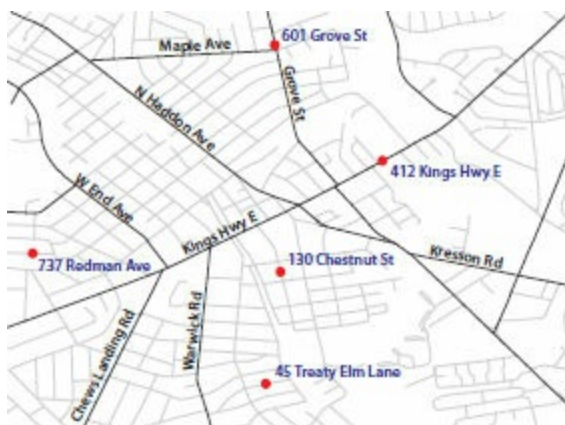 601 Grove St
Maple Ave
Grove St
N Haddon Ave
412 Kings Hwy E
W End Ave
Kings Hwy E
737 Redman Ave
130 Chestnut St
Kresson Rd
Chews Landing Rd
Warwick Rd
45 Treaty Elm Lane